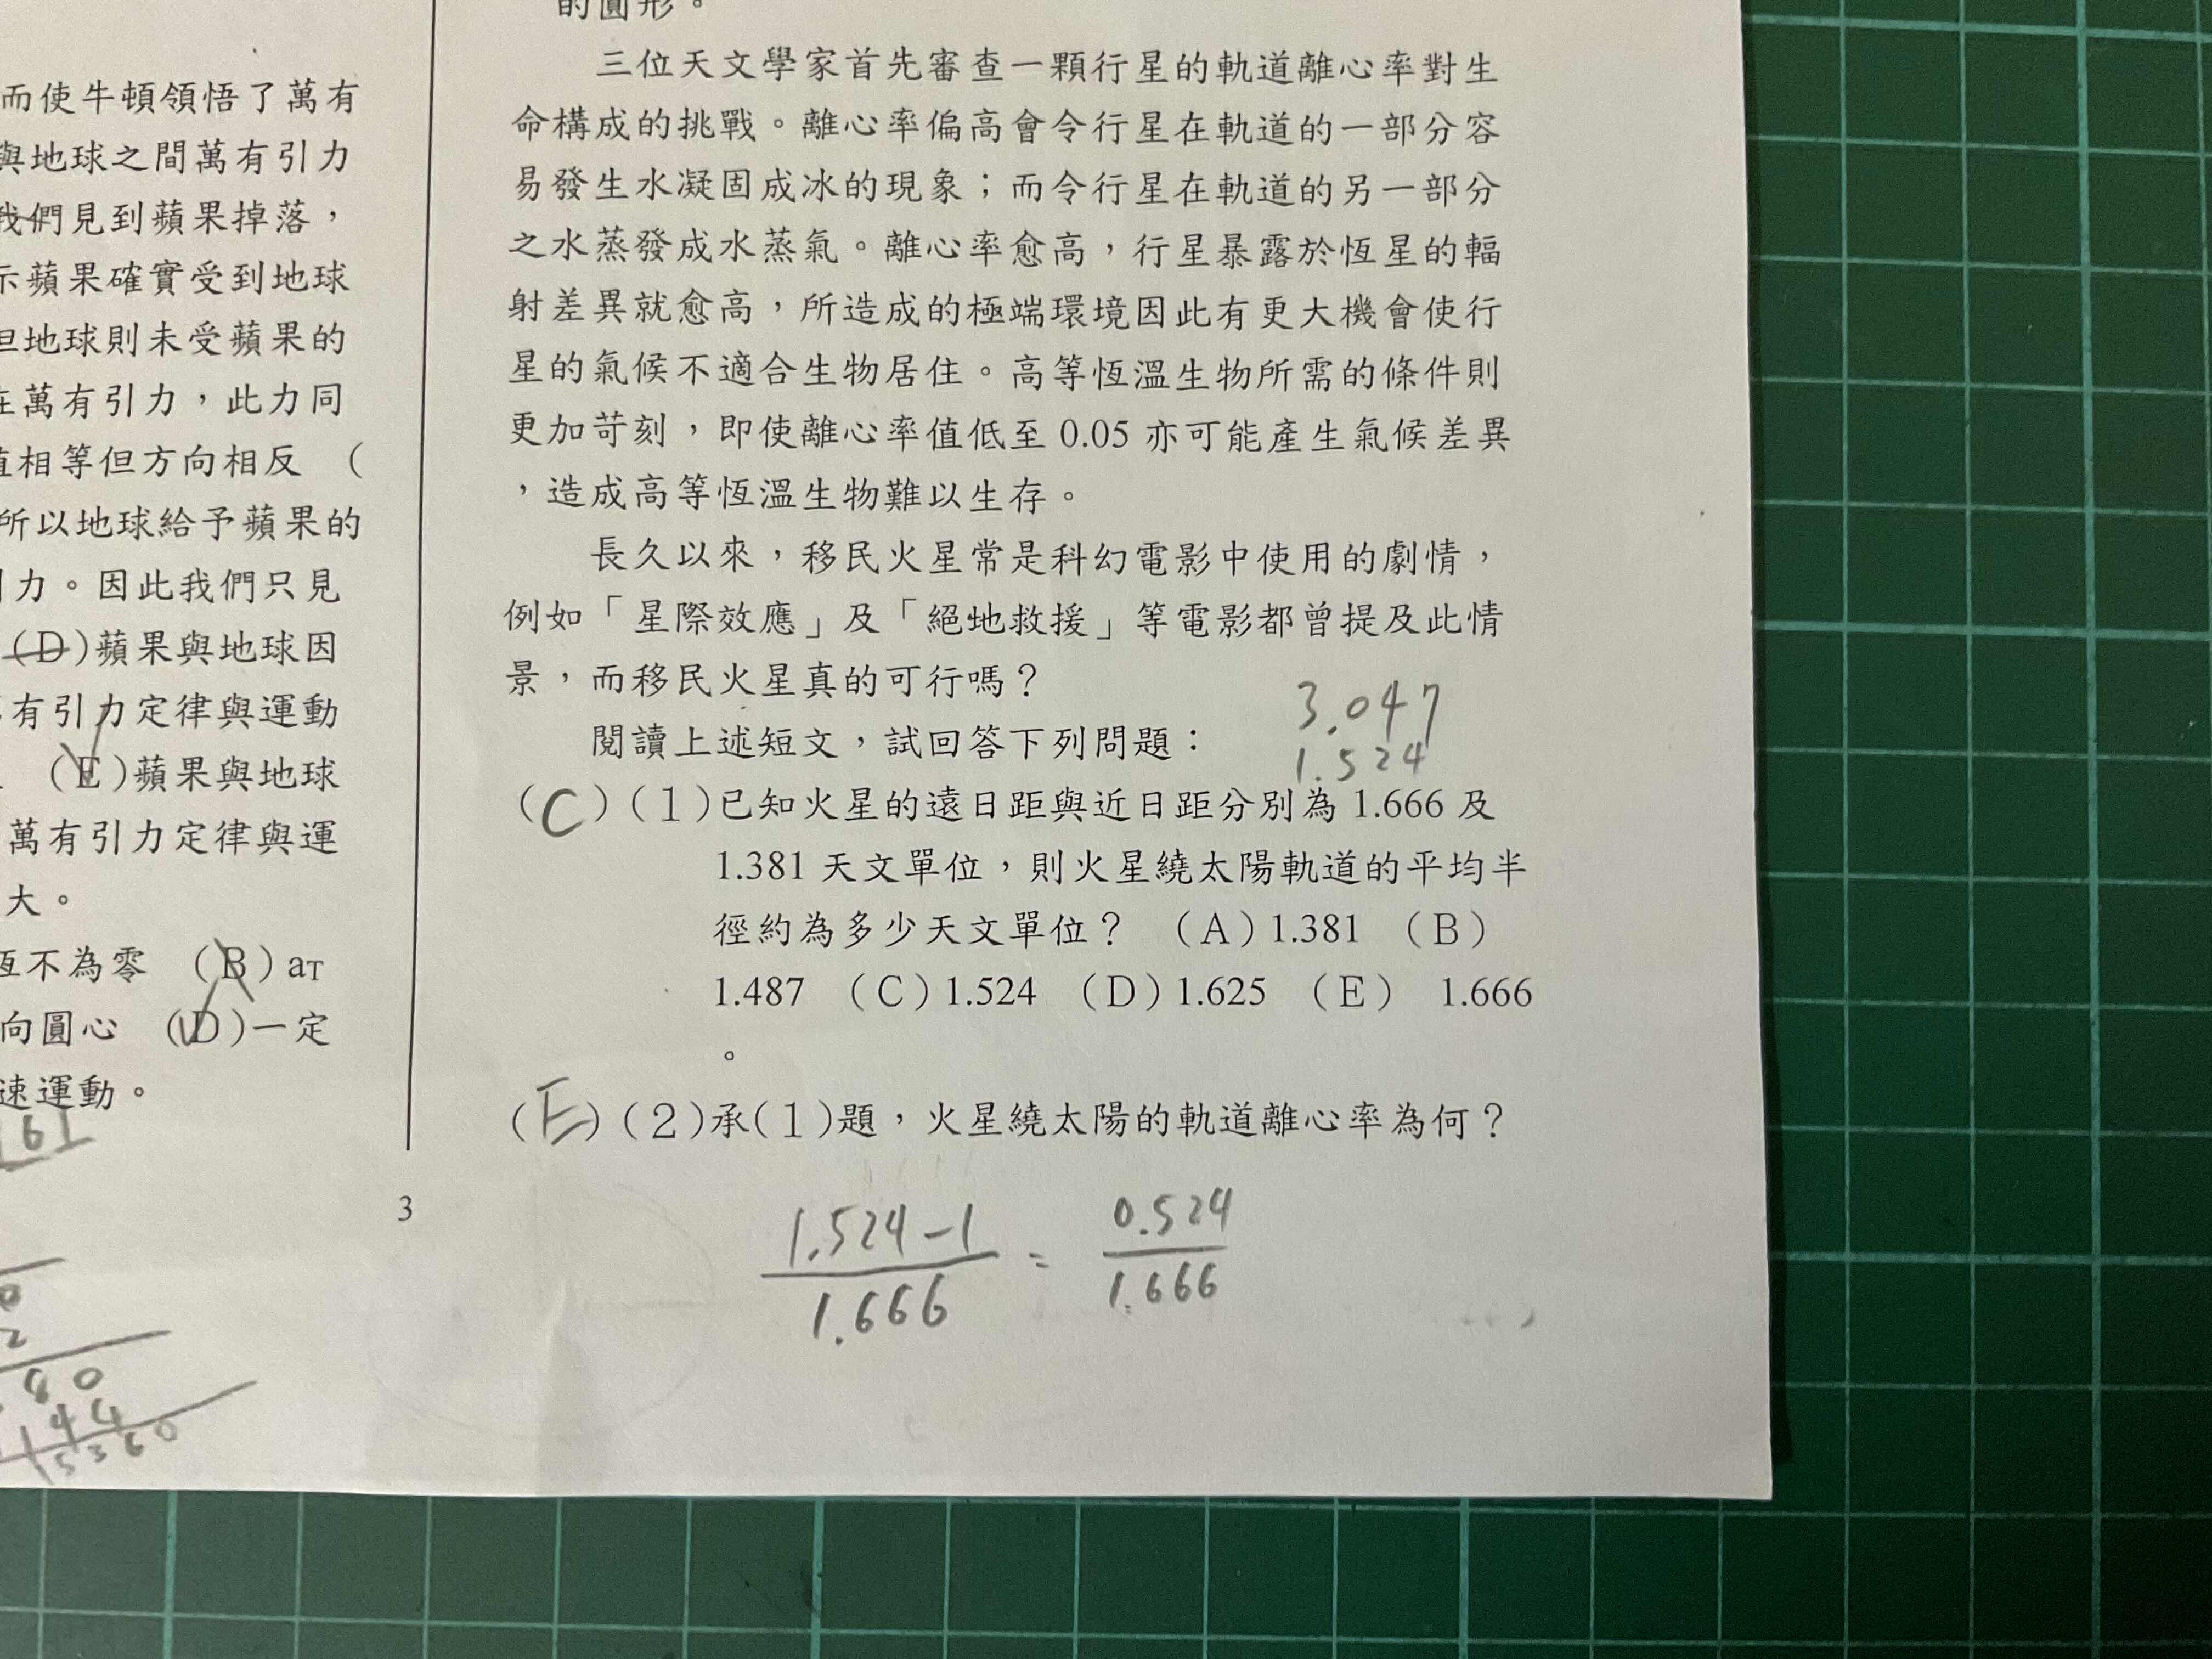 而使牛頓領悟了萬有
與地球之間萬有引力
我們見到蘋果掉落，
示蘋果確實受到地球
但地球則未受蘋果的
在萬有引力，此力同
值相等但方向相反 （
所以地球給予蘋果的
引力。因此我們只見
(D)蘋果與地球因
有引力定律與運動
(E)蘋果與地球
萬有引力定律與運
大。
恆不為零 (B)aT
向圓心 (D)一定
速運動。
61
80
144
15360
3
的圓形。
三位天文學家首先審查一顆行星的軌道離心率對生
命構成的挑戰。離心率偏高會令行星在軌道的一部分容
易發生水凝固成冰的現象；而令行星在軌道的另一部分
之水蒸發成水蒸氣。離心率愈高，行星暴露於恆星的輻
射差異就愈高，所造成的極端環境因此有更大機會使行
星的氣候不適合生物居住。高等恆溫生物所需的條件則
更加苛刻，即使離心率值低至 0.05 亦可能產生氣候差異
，造成高等恆溫生物難以生存。
長久以來，移民火星常是科幻電影中使用的劇情，
例如「星際效應」及「絕地救援」等電影都曾提及此情
景，而移民火星真的可行嗎？
3.047
閱讀上述短文，試回答下列問題：
1.524
(C)(1)已知火星的遠日距與近日距分別為 1.666 及
1.381 天文單位，則火星繞太陽軌道的平均半
徑約為多少天文單位？ (A)1.381 (B)
1.487 (C)1.524 (D)1.625 (E) 1.666
。
(E)(2)承(1)題，火星繞太陽的軌道離心率為何？
1.524-1 = 0.524
1.666 1.666